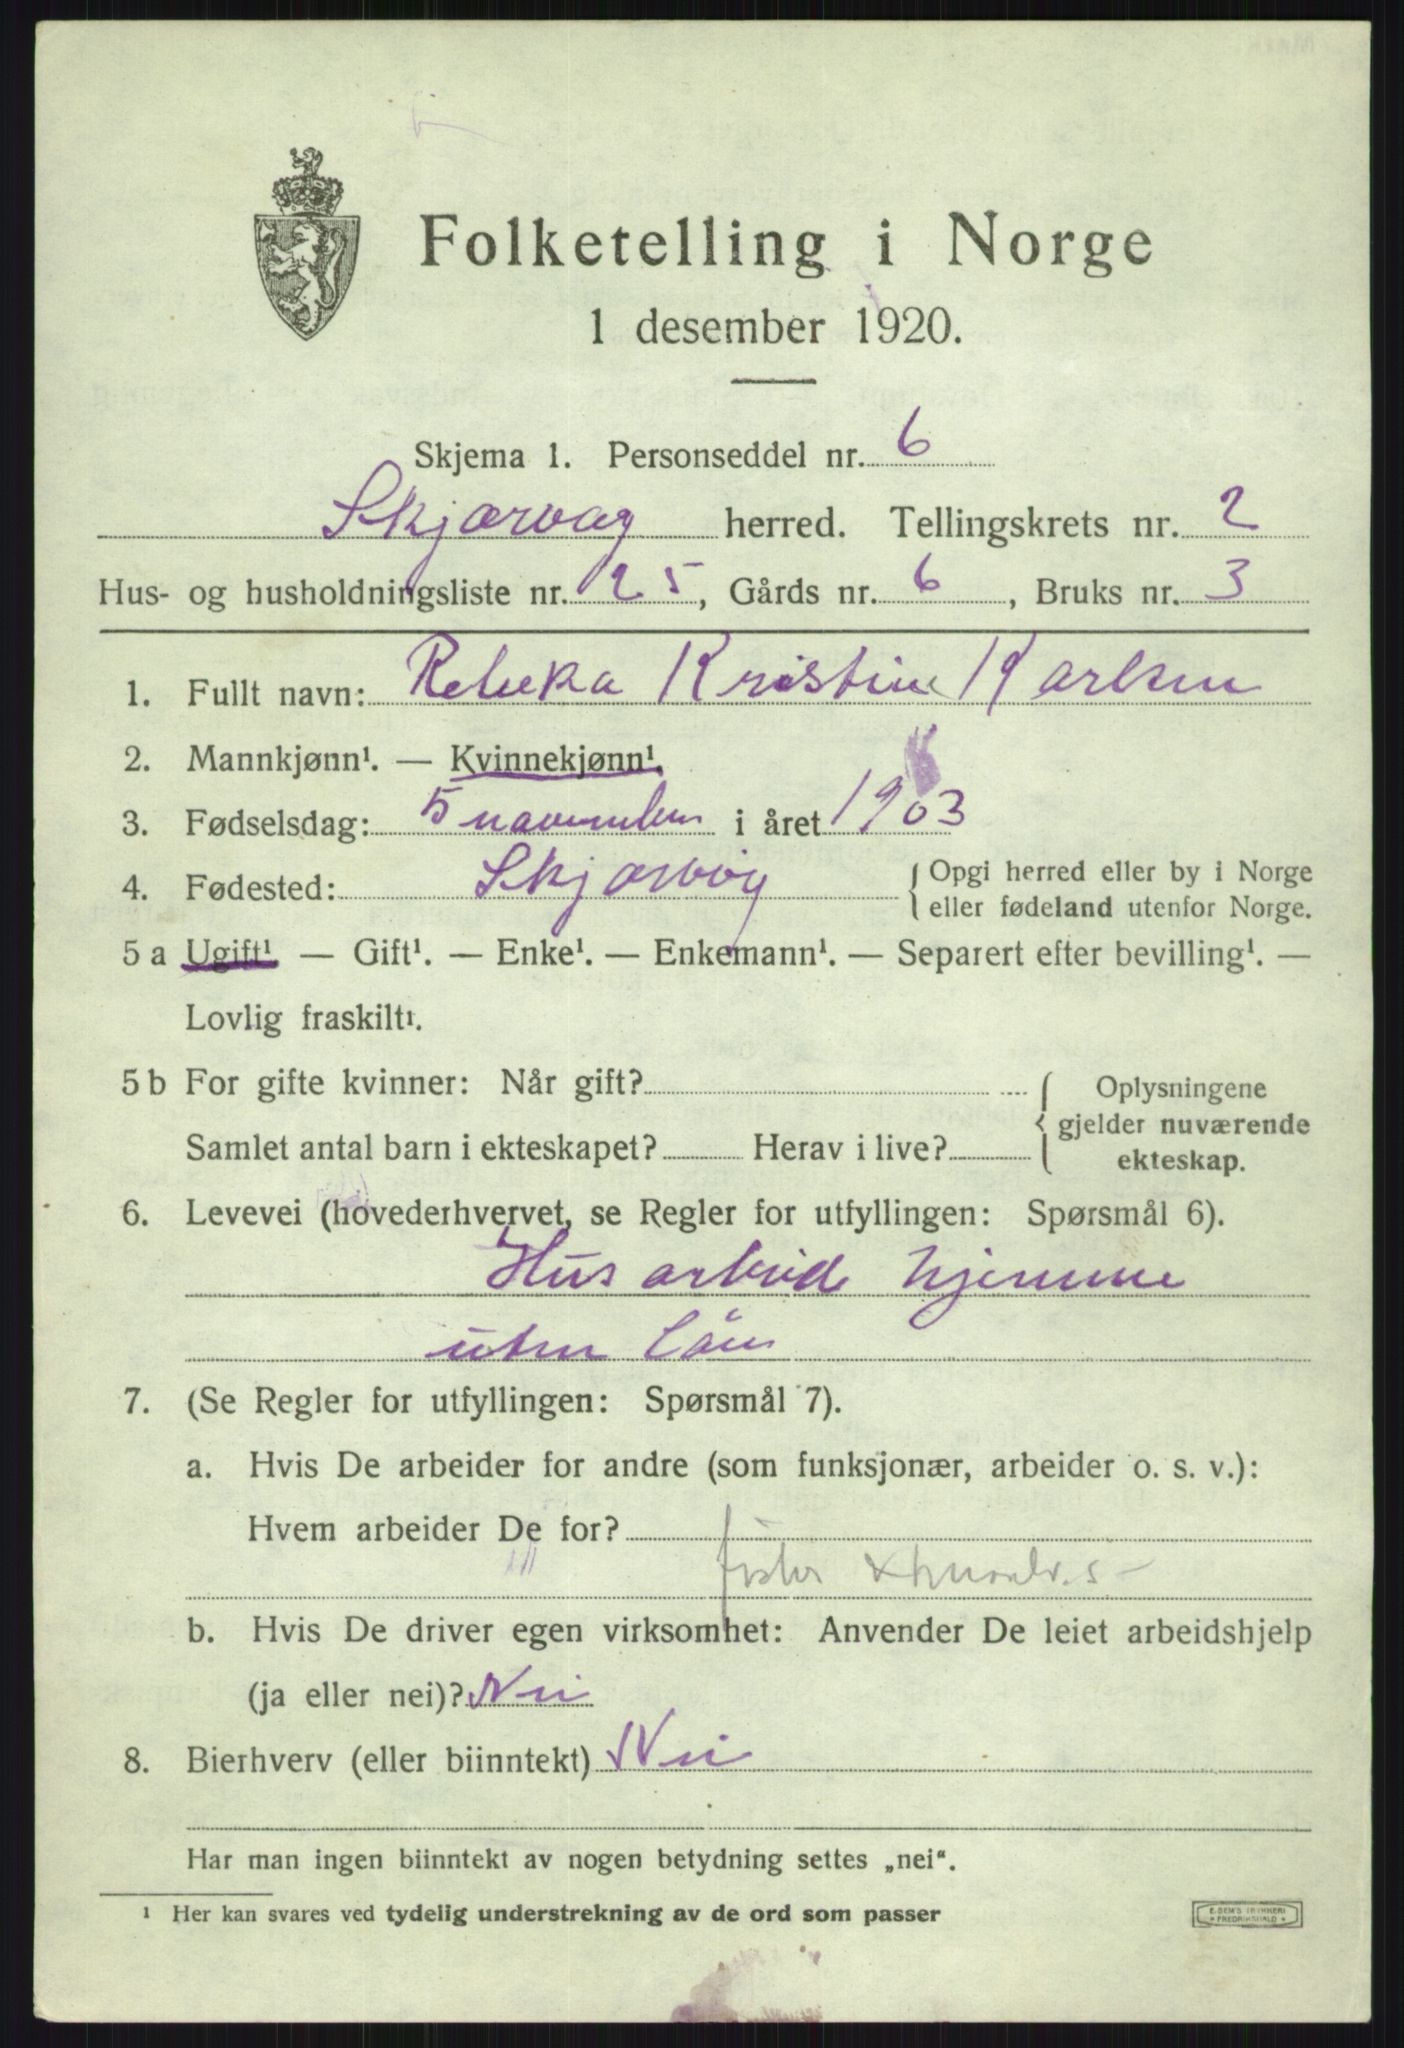 Folketelling i Norge
1 desember 1920.
Skjema 1. Personseddel nr. 6
Skjærvøy herred. Tellingskrets nr. 2
Hus- og husholdningsliste nr. 25, Gårds nr. 6, Bruks nr. 3
1. Fullt navn: Rebeka Kristine Karlsen
2. Mannkjønn¹. — Kvinnekjønn¹.
3. Fødselsdag: 5 november i året 1903
4. Fødested: Skjærvöy { Opgi herred eller by i Norge
eller fødeland utenfor Norge.
5 a Ugift¹ — Gift¹. — Enke¹. — Enkemann¹. — Separert efter bevilling¹. —
Lovlig fraskilt¹.
5 b For gifte kvinner: Når gift? { Oplysningene
gjelder nuværende
Samlet antal barn i ekteskapet? Herav i live? ekteskap.
6. Levevei (hovederhvervet, se Regler for utfyllingen: Spørsmål 6).
Husarbeid hjemme
uten lön
7. (Se Regler for utfyllingen: Spørsmål 7).
a. Hvis De arbeider for andre (som funksjonær, arbeider o. s. v.):
Hvem arbeider De for?
b. Hvis De driver egen virksomhet: Anvender De leiet arbeidshjelp
(ja eller nei)? Nei
8. Bierhverv (eller biinntekt) Nei
Har man ingen biinntekt av nogen betydning settes „nei“.
¹ Her kan svares ved tydelig understrekning av de ord som passer